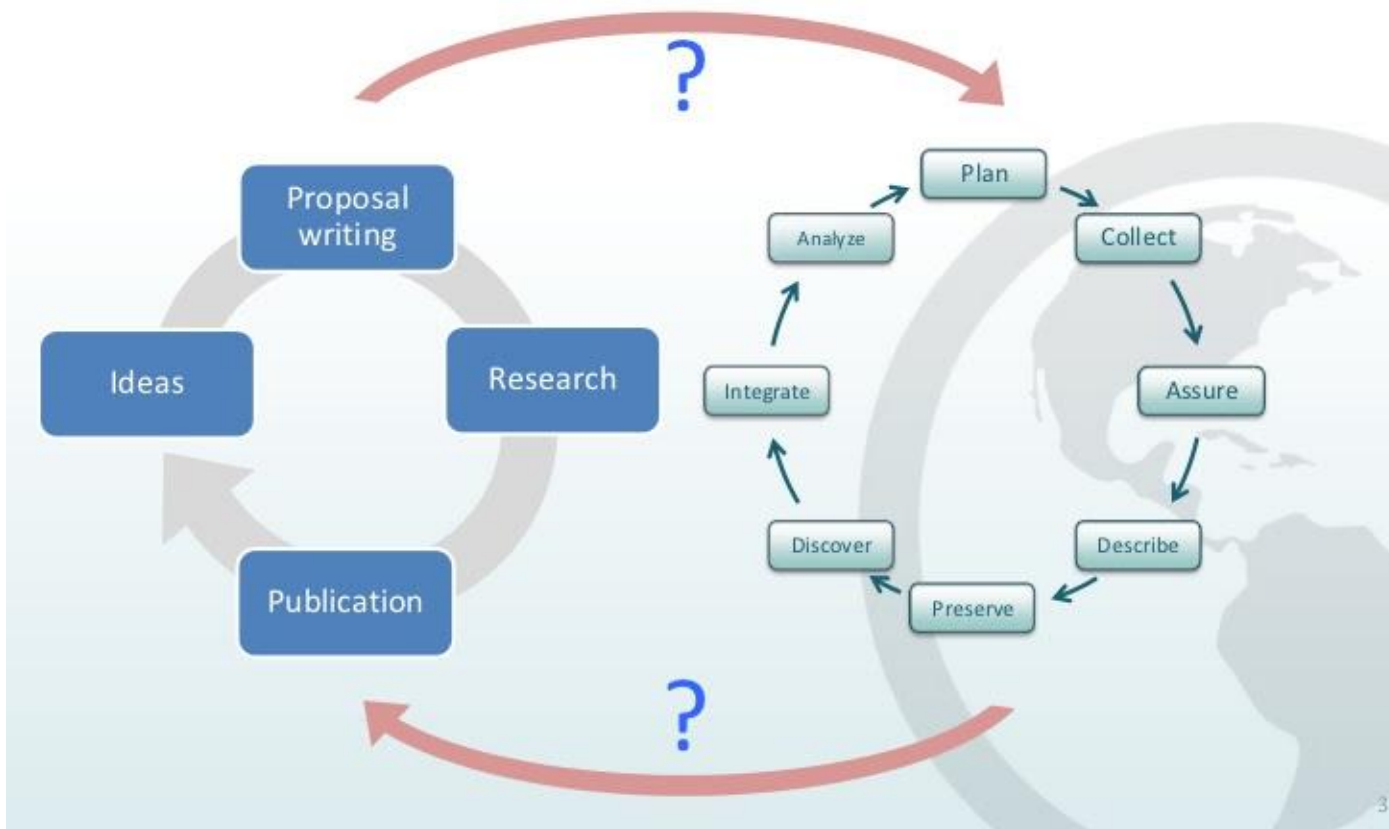 ?
Proposal
writing
Ideas
Research
Publication
Plan
Collect
Assure
Describe
Preserve
Discover
Integrate
Analyze
?
3